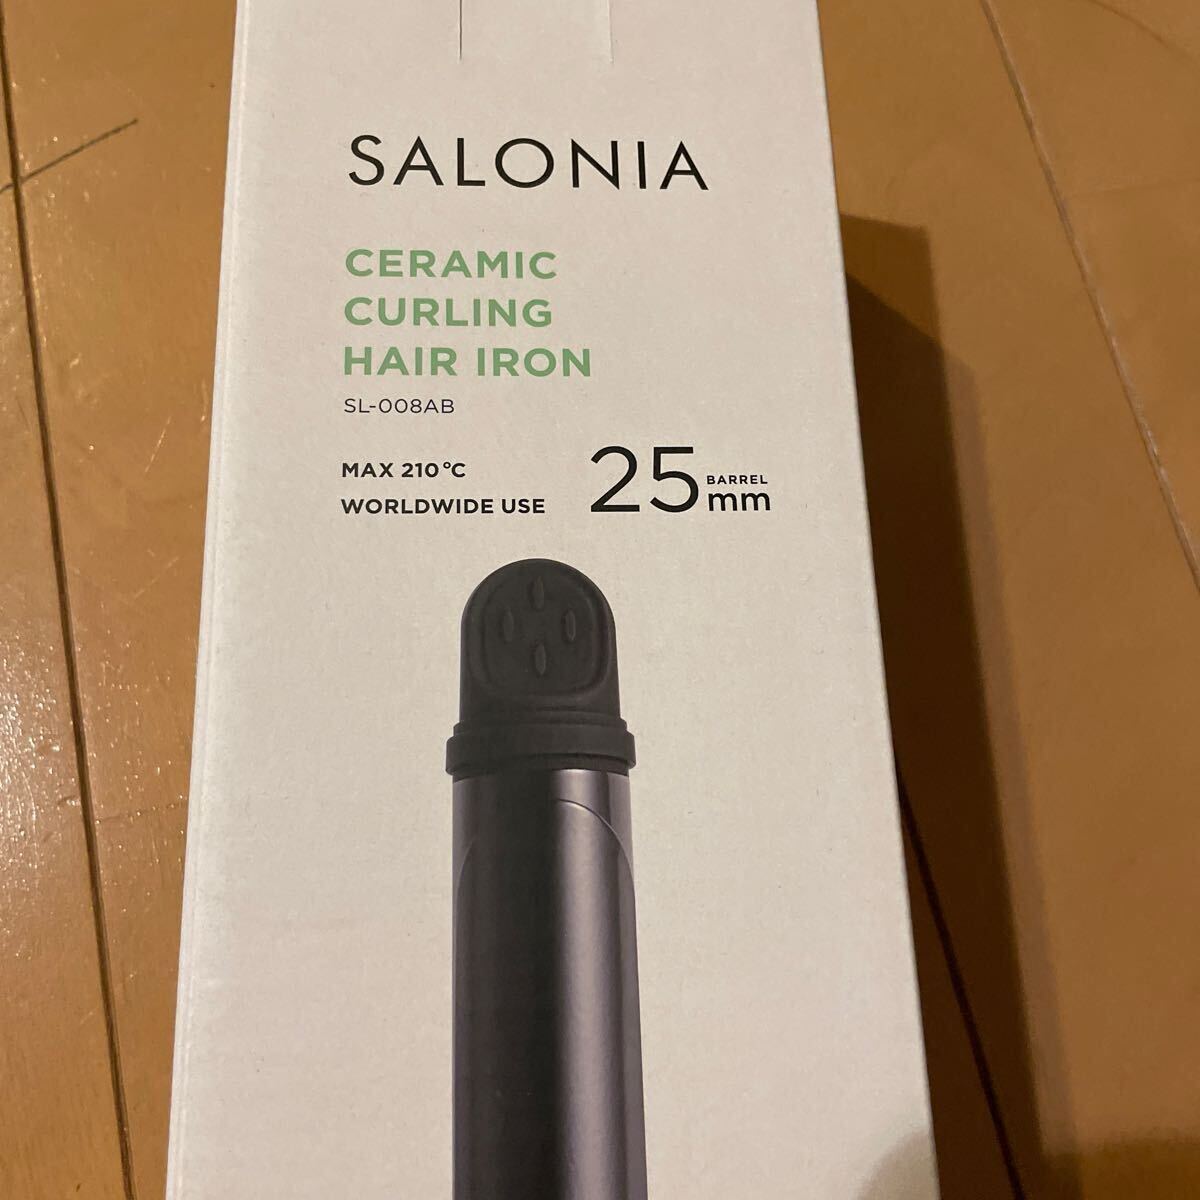 SALONIA
CERAMIC
CURLING
HAIR IRON
SL-008AB
MAX 210°C
WORLDWIDE USE
25 BARREL mm